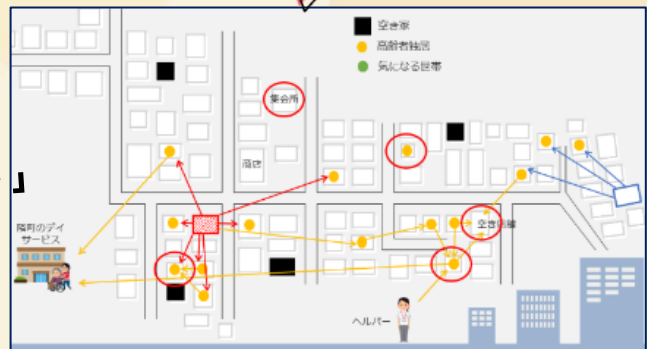 空き家
高齢者独居
気になる世帯
集会所
商店
」
隣町のデイ
サービス
空き店舗
ヘルパー